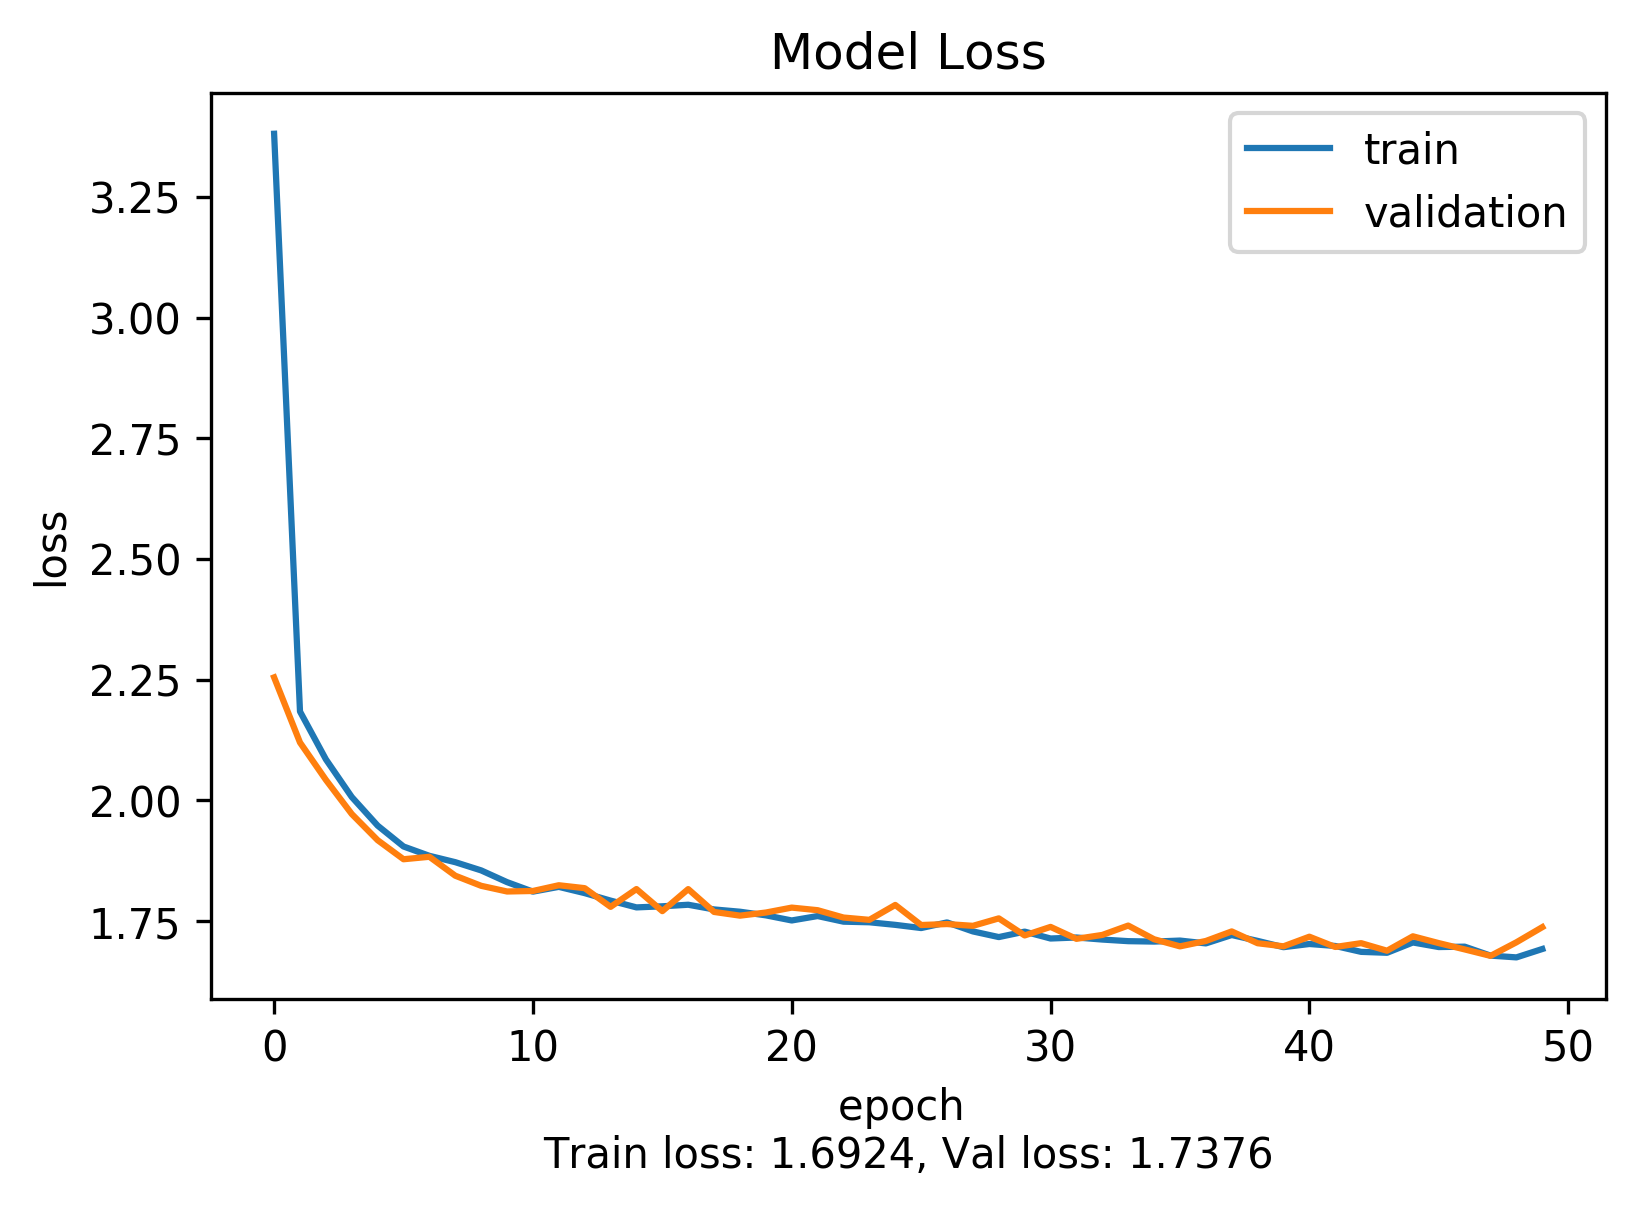 Model Loss
train
validation
3.25
3.00
2.75
2.50
2.25
2.00
1.75
loss
0 10 20 30 40 50
epoch
Train loss: 1.6924, Val loss: 1.7376